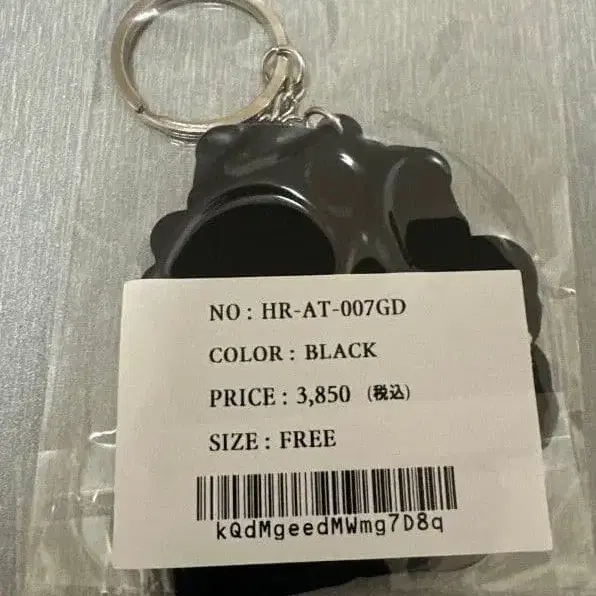 NO : HR-AT-007GD
COLOR : BLACK
PRICE : 3,850 (税込)
SIZE : FREE
kQdMgeedMWmg7D8q